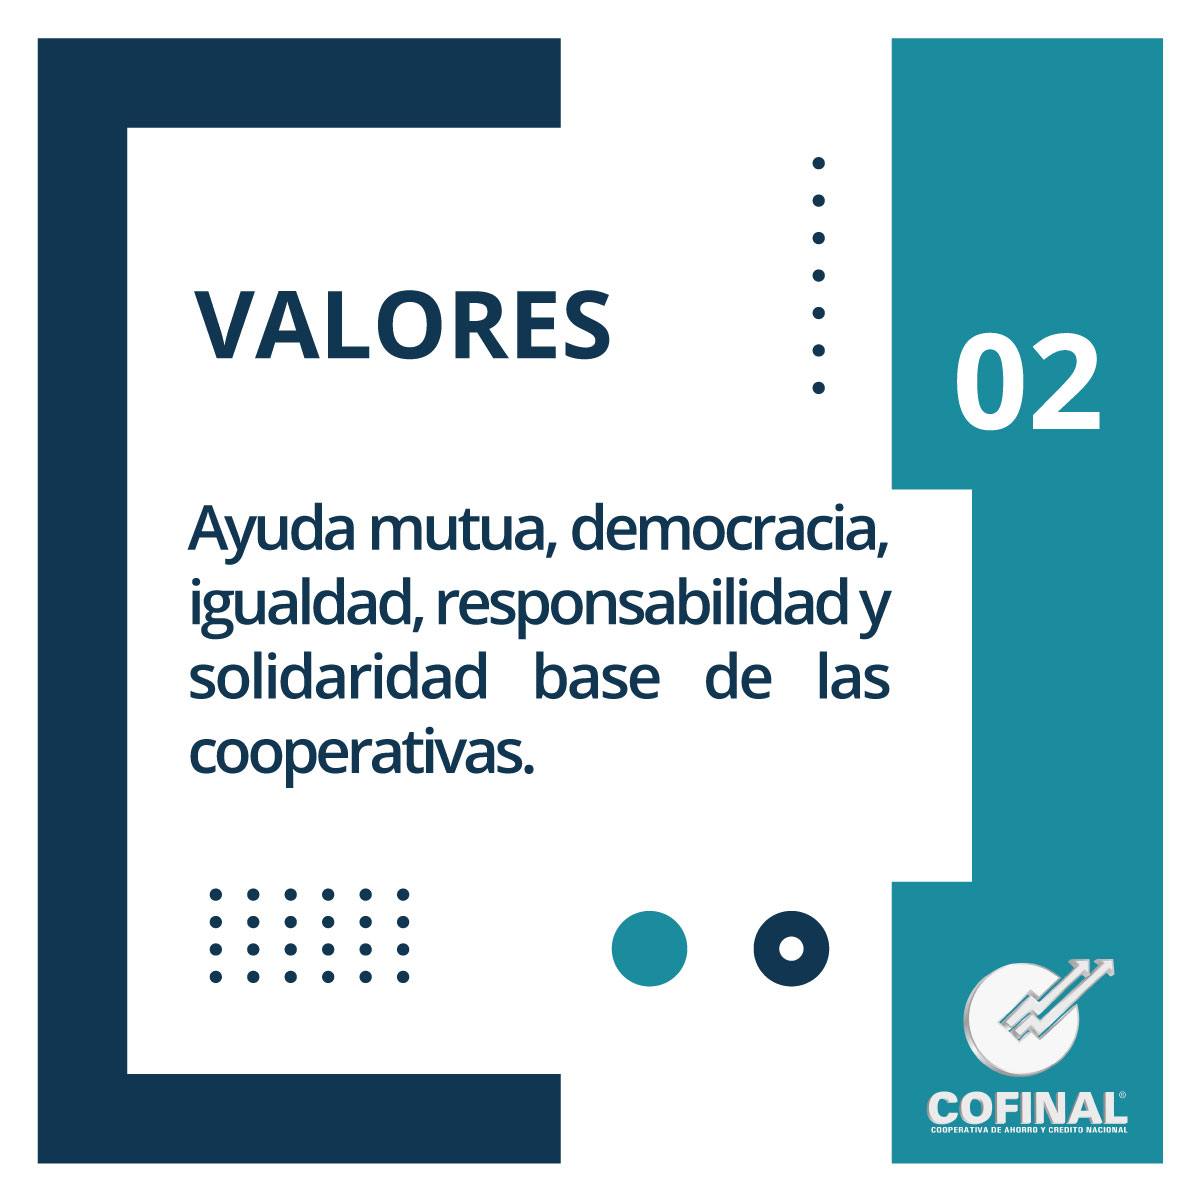 VALORES
02
Ayuda mutua, democracia,
igualdad, responsabilidad y
solidaridad base de las
cooperativas.
COFINAL®
COOPERATIVA DE AHORRO Y CREDITO NACIONAL